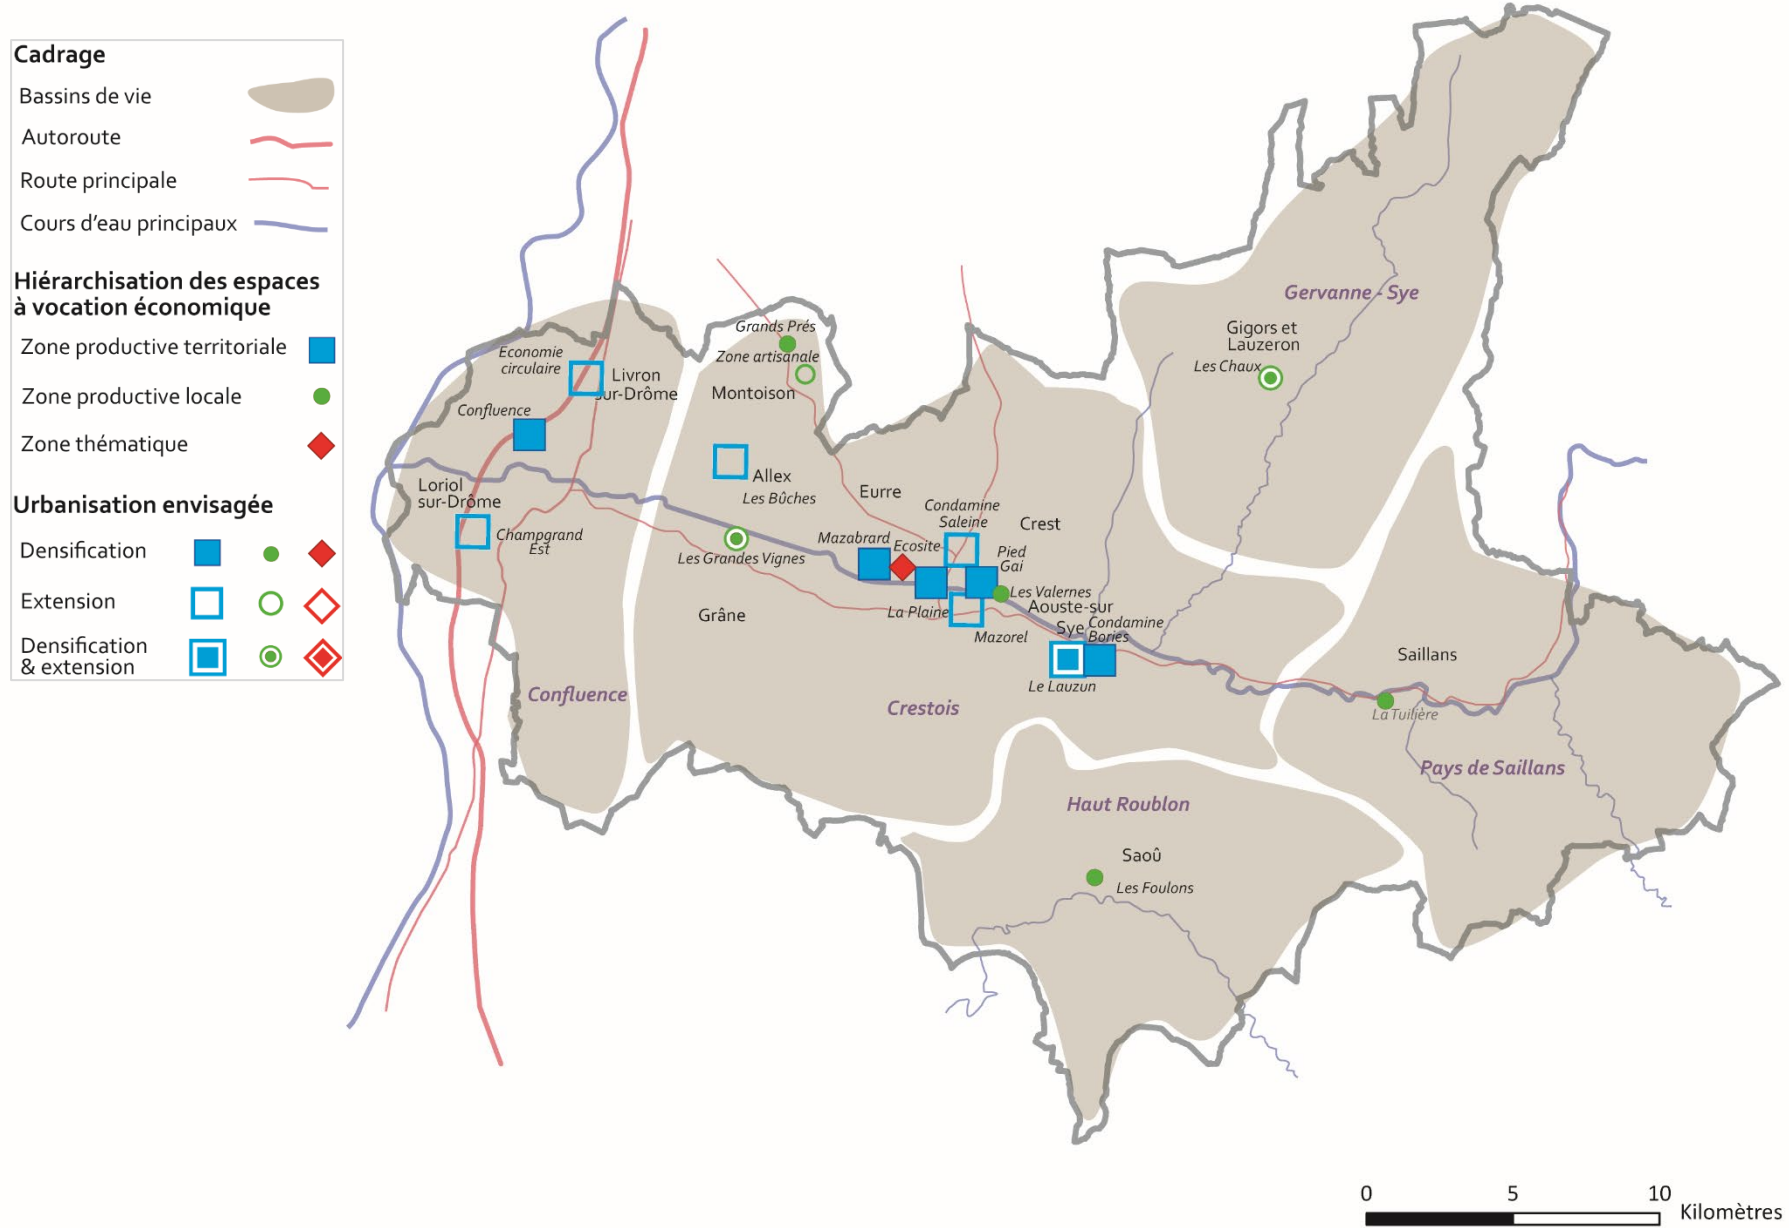 Cadrage
Bassins de vie
Autoroute
Route principale
Cours d'eau principaux
Hiérarchisation des espaces
à vocation économique
Zone productive territoriale
Zone productive locale
Zone thématique
Urbanisation envisagée
Densification
Extension
Densification
& extension
Grands Prés
Zone artisanale
Montoison
Economie
circulaire
Livron
sur-Drôme
Confluence
Loriol
sur-Drôme
Champgrand
Est
Allex
Les Bûches
Les Grandes Vignes
Grâne
Eurre
Mazabrard
Ecosite
Condamine
Saleine
Crest
Pied
Gai
Les Valernes
La Plaine
Mazorel
Aouste-sur
Sye
Condamine
Bories
Le Lauzun
Gervanne - Sye
Gigors et
Lauzeron
Les Chaux
Saillans
La Tuilière
Confluence
Crestois
Pays de Saillans
Haut Roublon
Saoû
Les Foulons
0 5 10
Kilomètres